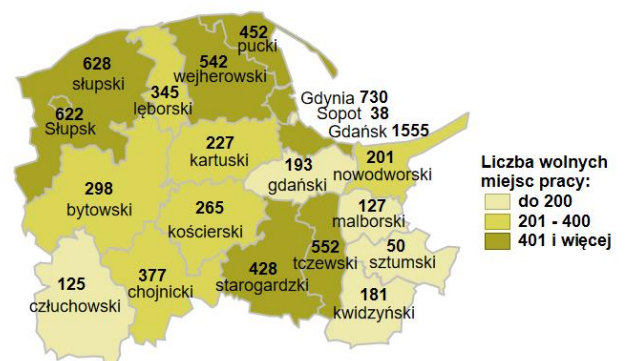 452
pucki
628
słupski
542
wejherowski
345
lęborski
622
Słupsk
Gdynia 730
Sopot 38
Gdańsk 1555
227
kartuski
193
gdański
201
nowodworski
298
bytowski
265
kościerski
127
malborski
50
sztumski
552
tczewski
428
starogardzki
377
chojnicki
125
człuchowski
181
kwidzyński
Liczba wolnych
miejsc pracy:
do 200
201 - 400
401 i więcej